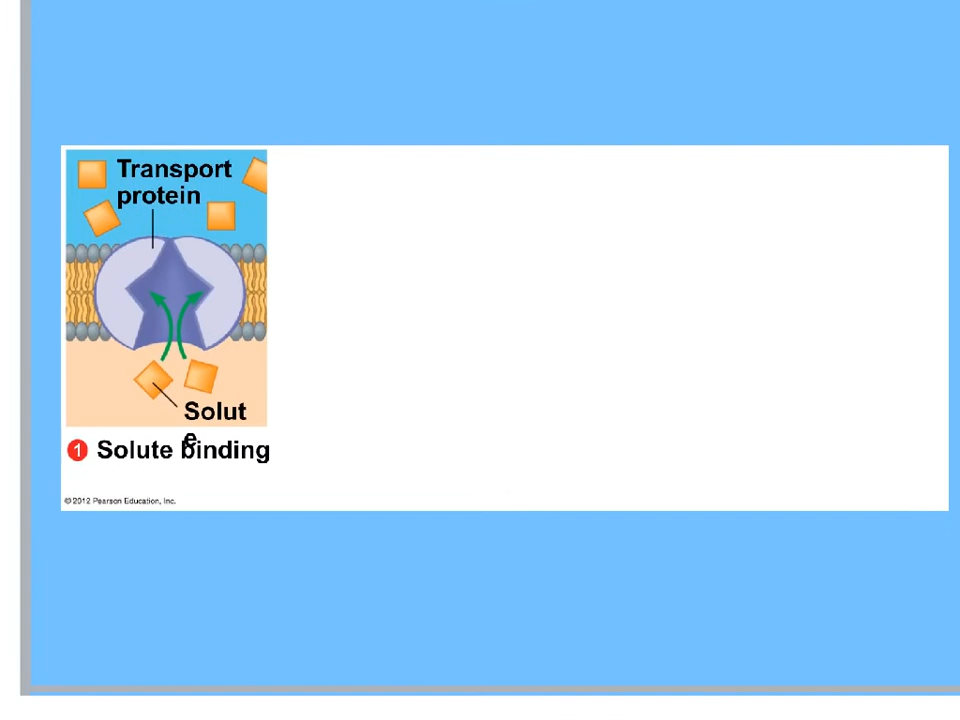 Transport
protein
Solut
e
1 Solute binding
© 2012 Pearson Education, Inc.